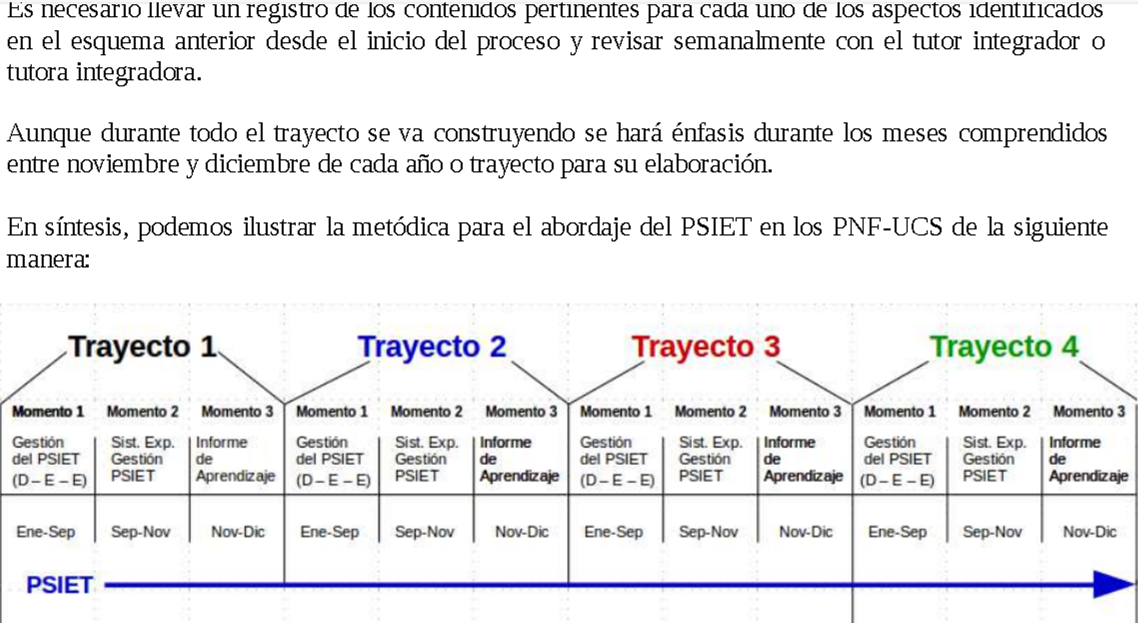 Es necesario llevar un registro de los contenidos pertinentes para cada uno de los aspectos identificados
en el esquema anterior desde el inicio del proceso y revisar semanalmente con el tutor integrador o
tutora integradora.
Aunque durante todo el trayecto se va construyendo se hará énfasis durante los meses comprendidos
entre noviembre y diciembre de cada año o trayecto para su elaboración.
En síntesis, podemos ilustrar la metódica para el abordaje del PSIET en los PNF-UCS de la siguiente
manera:
Trayecto 1 Trayecto 2 Trayecto 3 Trayecto 4
Momento 1 Momento 2 Momento 3 Momento 1 Momento 2 Momento 3 Momento 1 Momento 2 Momento 3 Momento 1 Momento 2 Momento 3
Gestión Sist. Exp. Informe Gestión Sist. Exp. Informe Gestión Sist. Exp. Informe Gestión Sist. Exp. Informe
del PSIET Gestión de del PSIET Gestión de del PSIET Gestión de del PSIET Gestión de
(D – E – E) PSIET Aprendizaje (D – E – E) PSIET Aprendizaje (D – E – E) PSIET Aprendizaje (D – E – E) PSIET Aprendizaje
Ene-Sep Sep-Nov Nov-Dic Ene-Sep Sep-Nov Nov-Dic Ene-Sep Sep-Nov Nov-Dic Ene-Sep Sep-Nov Nov-Dic
PSIET